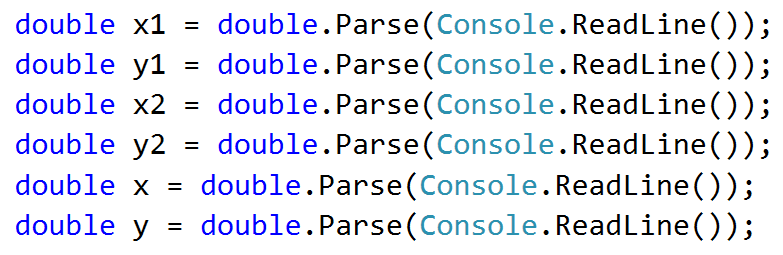 double x1 = double.Parse(Console.ReadLine());
double y1 = double.Parse(Console.ReadLine());
double x2 = double.Parse(Console.ReadLine());
double y2 = double.Parse(Console.ReadLine());
double x = double.Parse(Console.ReadLine());
double y = double.Parse(Console.ReadLine());